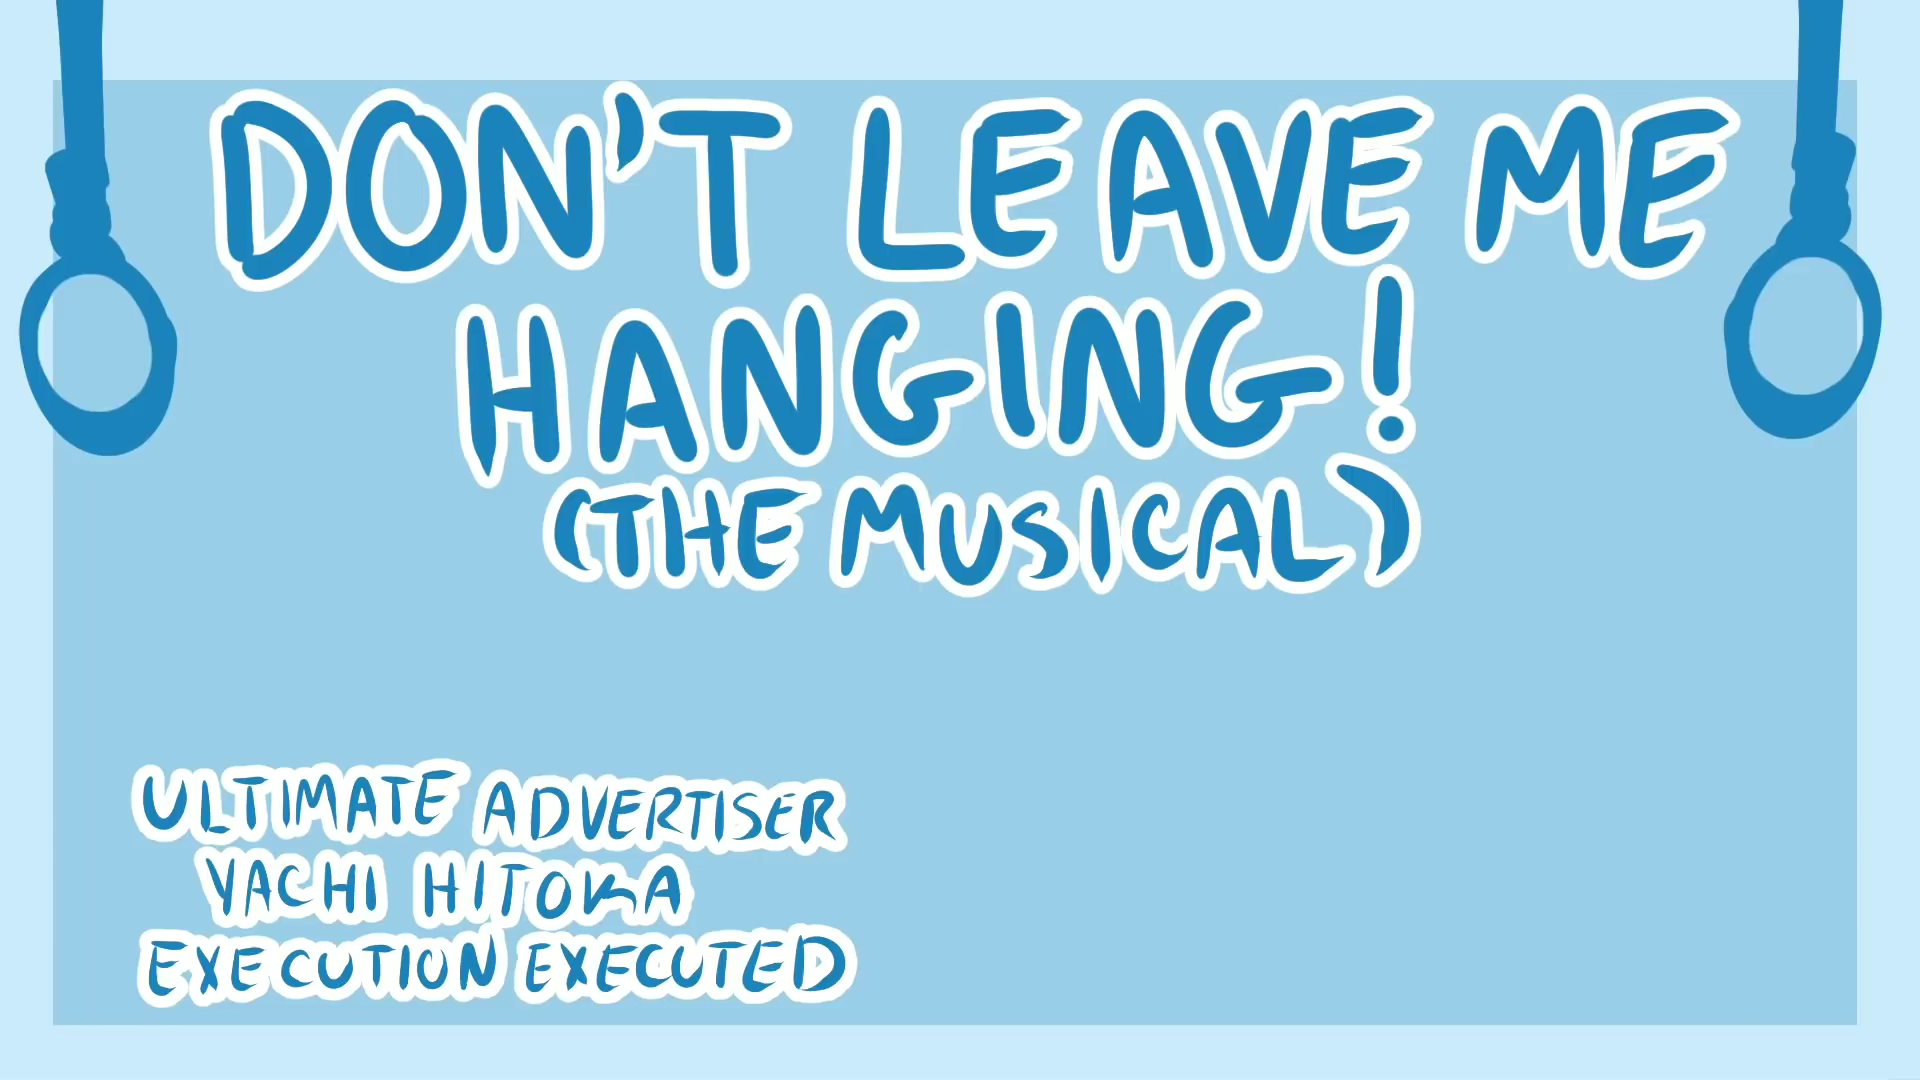 DON'T LEAVE ME
HANGING!
(THE MUSICAL)
ULTIMATE ADVERTISER
YACHI HITOKA
EXECUTION EXECUTED